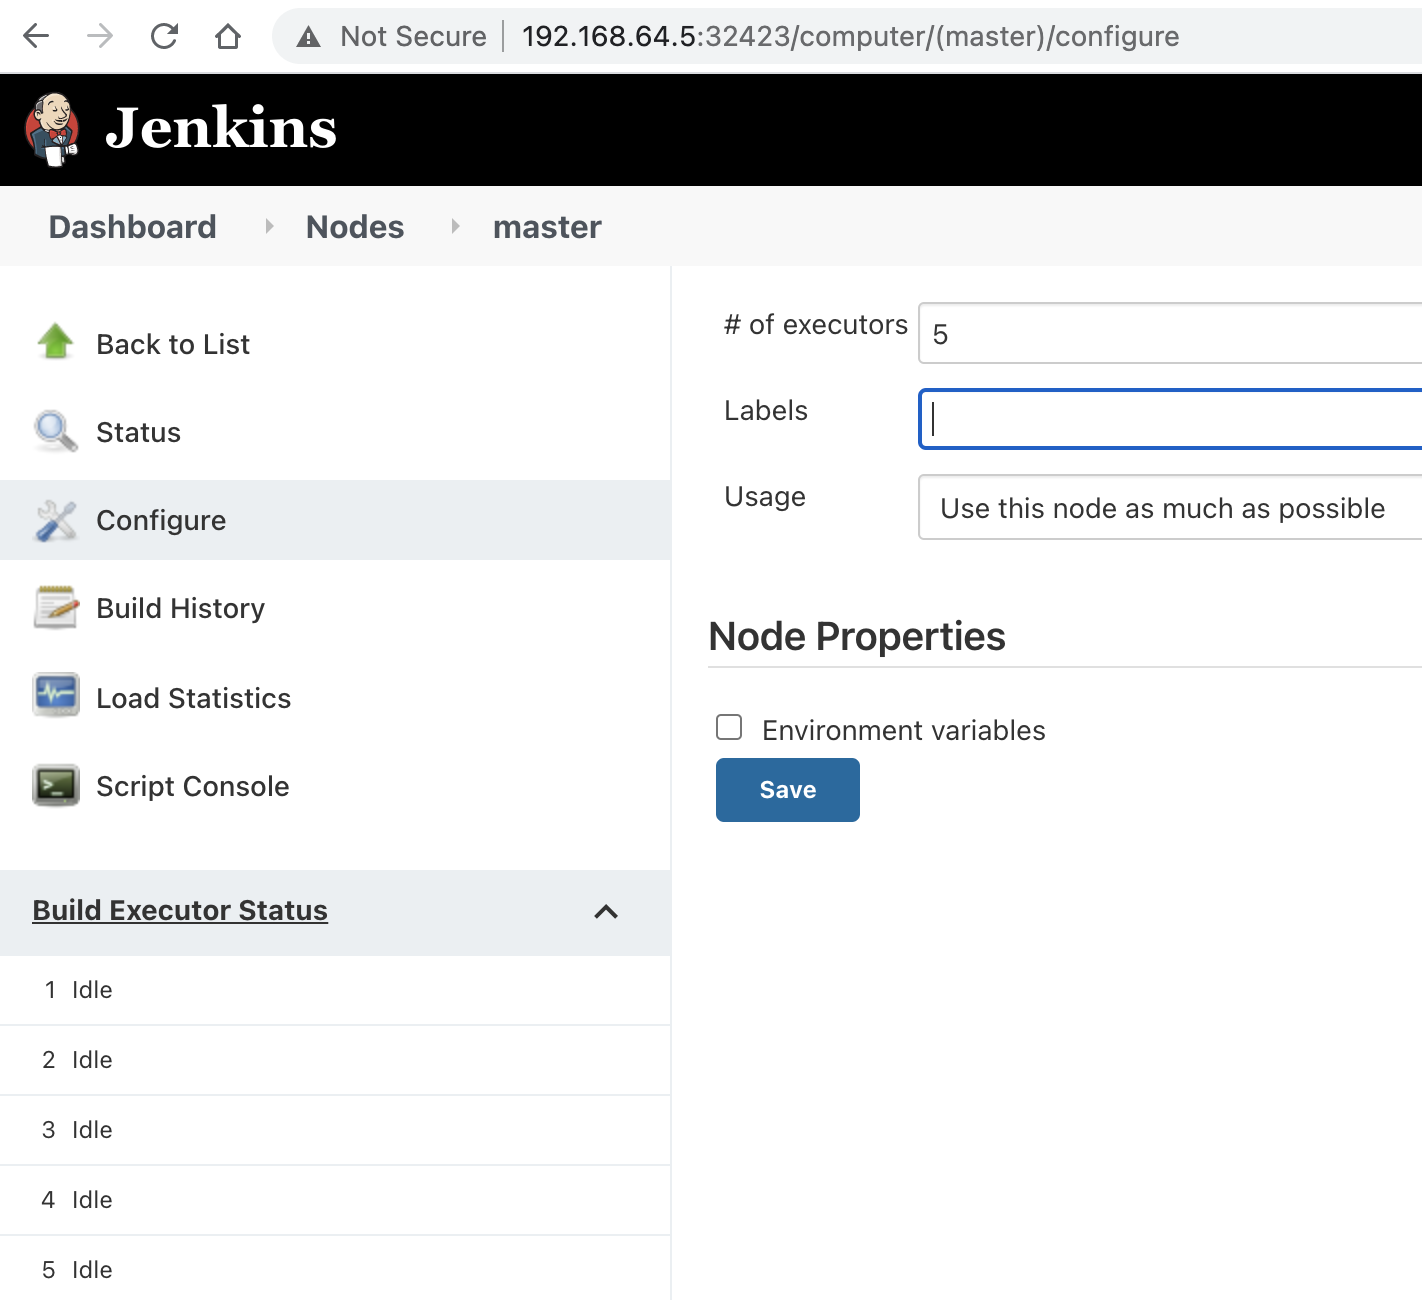 Not Secure | 192.168.64.5:32423/computer/(master)/configure
Jenkins
Dashboard Nodes master
Back to List
Status
Configure
Build History
Load Statistics
Script Console
Build Executor Status
1 Idle
2 Idle
3 Idle
4 Idle
5 Idle
# of executors 5
Labels
Usage Use this node as much as possible
Node Properties
Environment variables
Save